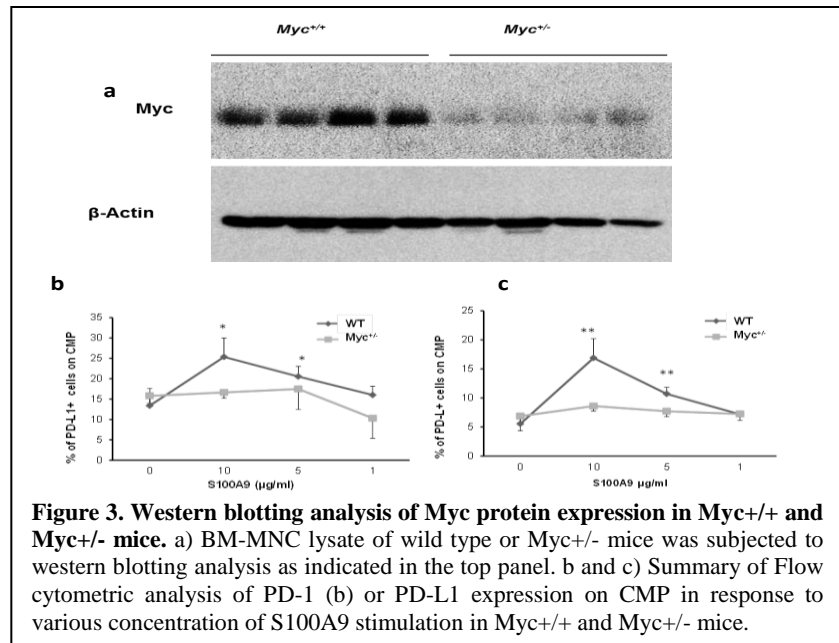 Myc+/+ Myc+/-
a
Myc
β-Actin
b
c
% of PD-L1+ cells on CMP
40
35
30
25
20
15
10
5
0
* *
WT
Myc+/-
0 10 5 1
S100A9 (µg/ml)
% of PD-L+ cells on CMP
25
20
15
10
5
0
** **
WT
Myc+/-
0 10 5 1
S100A9 µg/ml
Figure 3. Western blotting analysis of Myc protein expression in Myc+/+ and
Myc+/- mice. a) BM-MNC lysate of wild type or Myc+/- mice was subjected to
western blotting analysis as indicated in the top panel. b and c) Summary of Flow
cytometric analysis of PD-1 (b) or PD-L1 expression on CMP in response to
various concentration of S100A9 stimulation in Myc+/+ and Myc+/- mice.